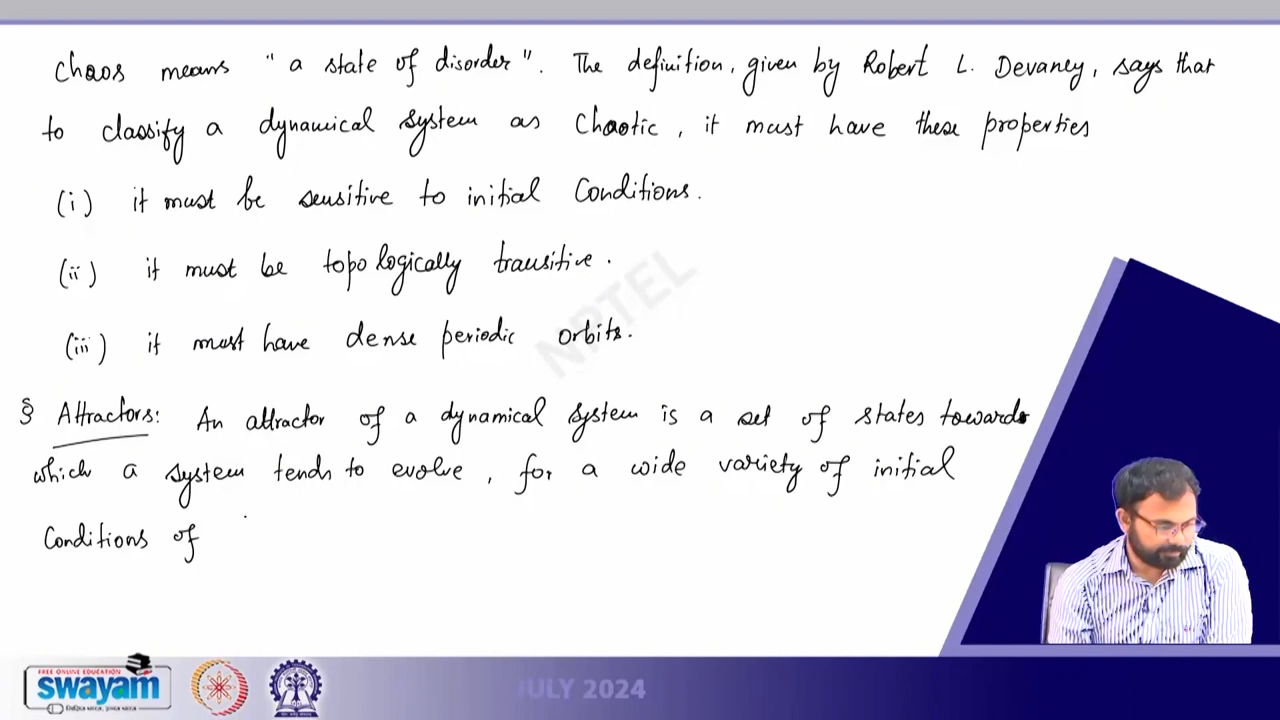 Chaos means "a state of disorder". The definition, given by Robert L. Devaney, says that
to classify a dynamical system as Chaotic, it must have these properties
(i) it must be sensitive to initial Conditions.
(ii) it must be topologically transitive.
(iii) it must have dense periodic orbits.
§ Attractors: An attractor of a dynamical system is a set of states towards
which a system tends to evolve, for a wide variety of initial
Conditions of
NPTEL
FREE ONLINE EDUCATION
swayam
JULY 2024